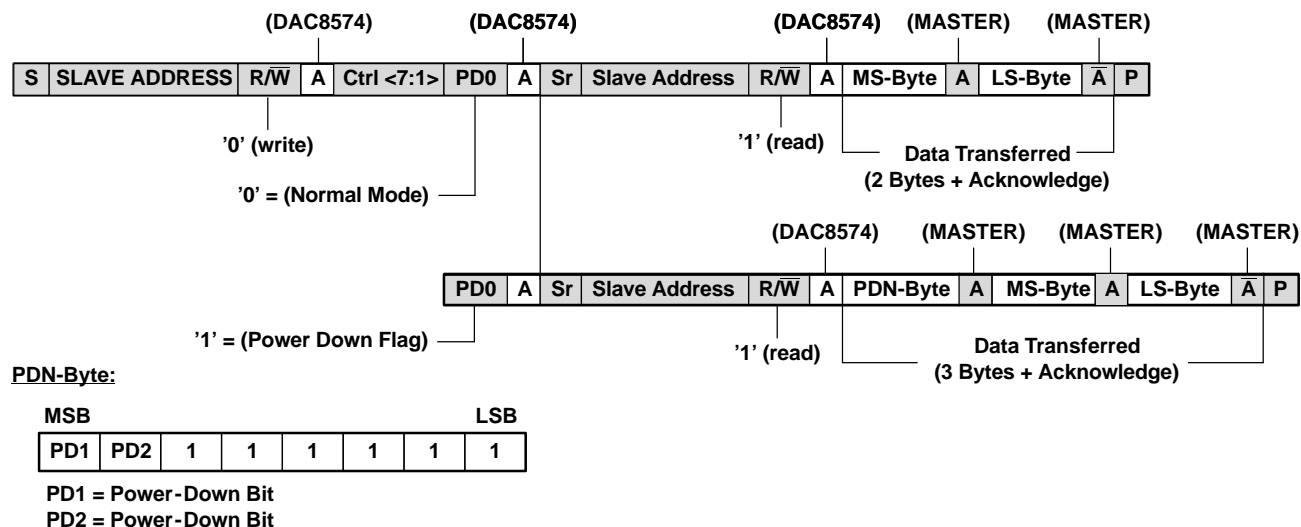 (DAC8574) (DAC8574) (DAC8574) (MASTER) (MASTER)
S SLAVE ADDRESS R/W̅ A Ctrl <7:1> PD0 A Sr Slave Address R/W̅ A MS-Byte A LS-Byte A̅ P
'0' (write) '1' (read) Data Transferred
(2 Bytes + Acknowledge)
'0' = (Normal Mode)
(DAC8574) (MASTER) (MASTER) (MASTER)
PD0 A Sr Slave Address R/W̅ A PDN-Byte A MS-Byte A LS-Byte A̅ P
'1' = (Power Down Flag) '1' (read) Data Transferred
(3 Bytes + Acknowledge)
PDN-Byte:
MSB LSB
PD1 PD2 1 1 1 1 1 1
PD1 = Power-Down Bit
PD2 = Power-Down Bit